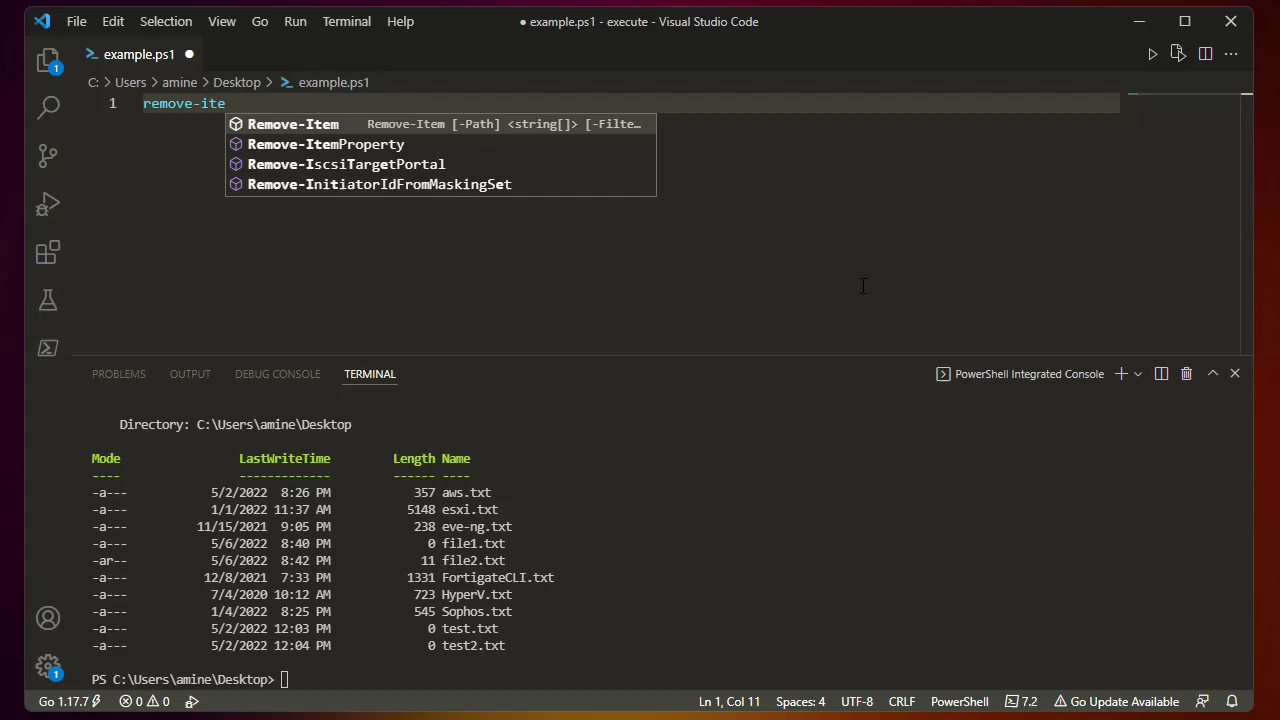 File Edit Selection View Go Run Terminal Help ● example.ps1 - execute - Visual Studio Code
example.ps1 ●
C: > Users > amine > Desktop > example.ps1
1 remove-ite
Remove-Item Remove-Item [-Path] <string[]> [-Filte…
Remove-ItemProperty
Remove-IscsiTargetPortal
Remove-InitiatorIdFromMaskingSet
1
PROBLEMS OUTPUT DEBUG CONSOLE TERMINAL PowerShell Integrated Console
Directory: C:\Users\amine\Desktop
Mode LastWriteTime Length Name
---- ------------- ------ ----
-a--- 5/2/2022 8:26 PM 357 aws.txt
-a--- 1/1/2022 11:37 AM 5148 esxi.txt
-a--- 11/15/2021 9:05 PM 238 eve-ng.txt
-a--- 5/6/2022 8:40 PM 0 file1.txt
-ar-- 5/6/2022 8:42 PM 11 file2.txt
-a--- 12/8/2021 7:33 PM 1331 FortigateCLI.txt
-a--- 7/4/2020 10:12 AM 723 HyperV.txt
-a--- 1/4/2022 8:25 PM 545 Sophos.txt
-a--- 5/2/2022 12:03 PM 0 test.txt
-a--- 5/2/2022 12:04 PM 0 test2.txt
PS C:\Users\amine\Desktop>
1
Go 1.17.7 0 0 Ln 1, Col 11 Spaces: 4 UTF-8 CRLF PowerShell 7.2 Go Update Available